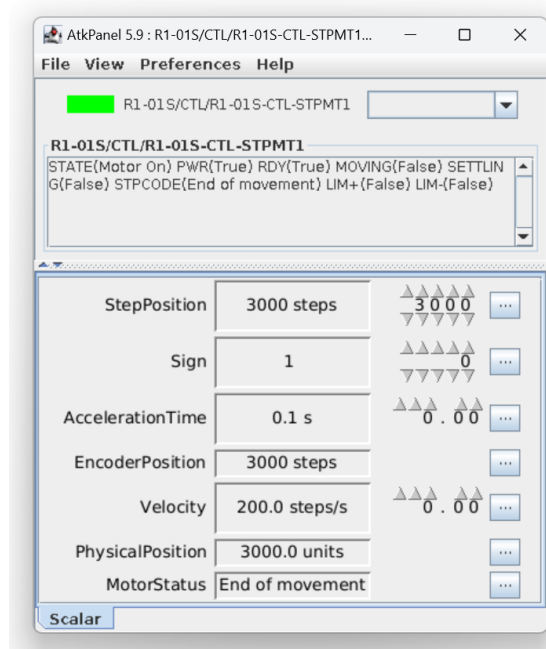 AtkPanel 5.9 : R1-01S/CTL/R1-01S-CTL-STPMT1...
File View Preferences Help
R1-01S/CTL/R1-01S-CTL-STPMT1
R1-01S/CTL/R1-01S-CTL-STPMT1
STATE(Motor On) PWR(True) RDY(True) MOVING(False) SETTLIN
G(False) STPCODE(End of movement) LIM+(False) LIM-(False)
StepPosition 3000 steps 3000 ...
Sign 1 0 ...
AccelerationTime 0.1 s 0.00 ...
EncoderPosition 3000 steps ...
Velocity 200.0 steps/s 0.00 ...
PhysicalPosition 3000.0 units ...
MotorStatus End of movement ...
Scalar